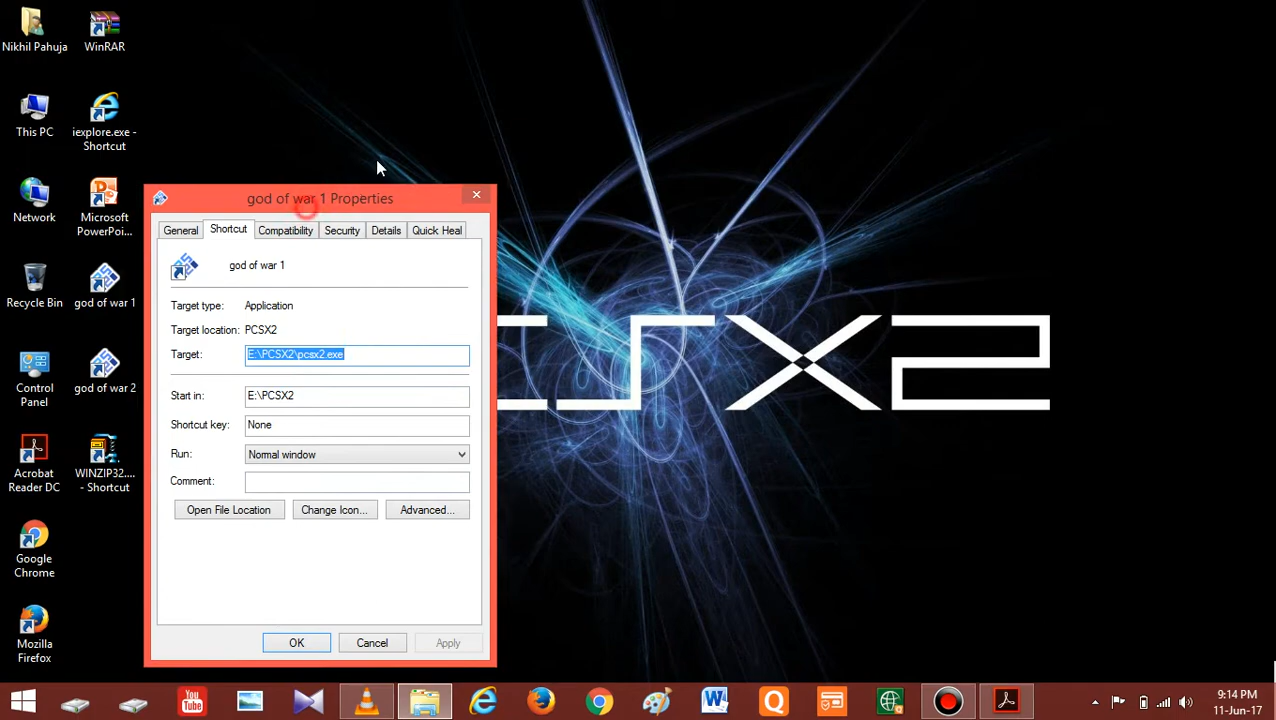 Nikhil Pahuja
WinRAR
This PC
iexplore.exe -
Shortcut
Network
Microsoft
PowerPoi...
Recycle Bin
god of war 1
Control
Panel
god of war 2
Acrobat
Reader DC
WINZIP32....
- Shortcut
Google
Chrome
Mozilla
Firefox
god of war 1 Properties
General
Shortcut
Compatibility
Security
Details
Quick Heal
god of war 1
Target type: Application
Target location: PCSX2
Target: E:\PCSX2\pcsx2.exe
Start in: E:\PCSX2
Shortcut key: None
Run: Normal window
Comment:
Open File Location
Change Icon...
Advanced...
OK
Cancel
Apply
SX2
You
Tube
9:14 PM
11-Jun-17